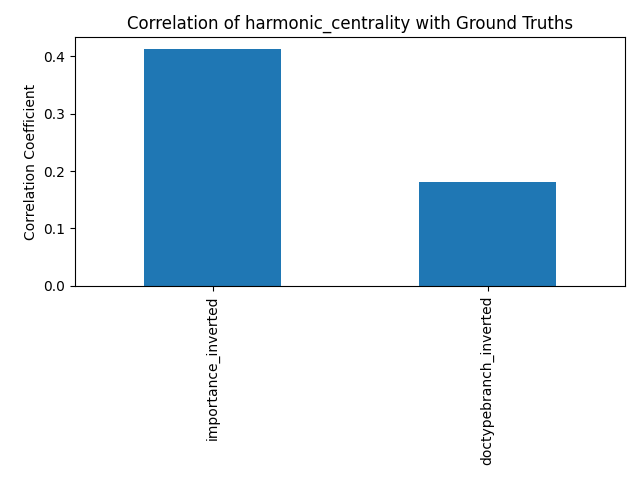 Correlation of harmonic_centrality with Ground Truths
Correlation Coefficient
0.4
0.3
0.2
0.1
0.0
importance_inverted
doctypebranch_inverted